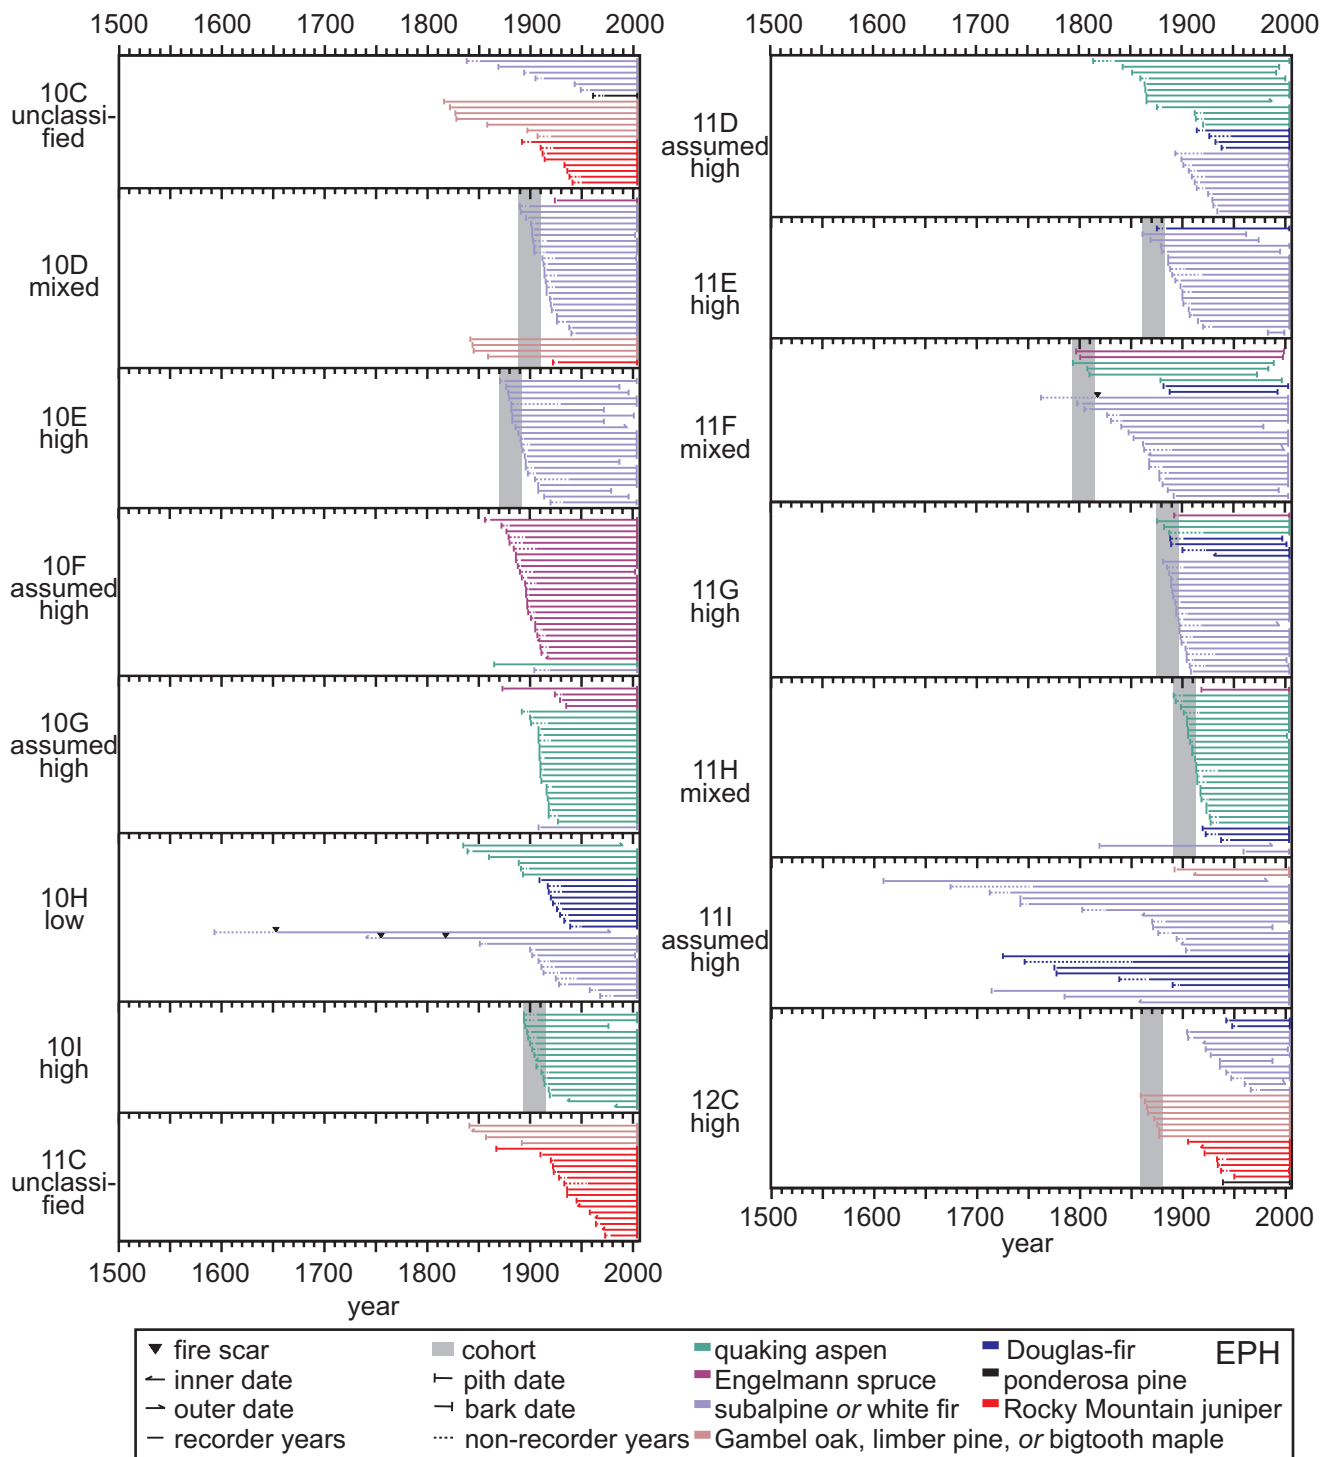 1500 1600 1700 1800 1900 2000
10C
unclassi-
fied
10D
mixed
10E
high
10F
assumed
high
10G
assumed
high
10H
low
10I
high
11C
unclassi-
fied
1500 1600 1700 1800 1900 2000
year
1500 1600 1700 1800 1900 2000
11D
assumed
high
11E
high
11F
mixed
11G
high
11H
mixed
11I
assumed
high
12C
high
1500 1600 1700 1800 1900 2000
year
fire scar cohort quaking aspen Douglas-fir EPH
inner date pith date Engelmann spruce ponderosa pine
outer date bark date subalpine or white fir Rocky Mountain juniper
recorder years non-recorder years Gambel oak, limber pine, or bigtooth maple